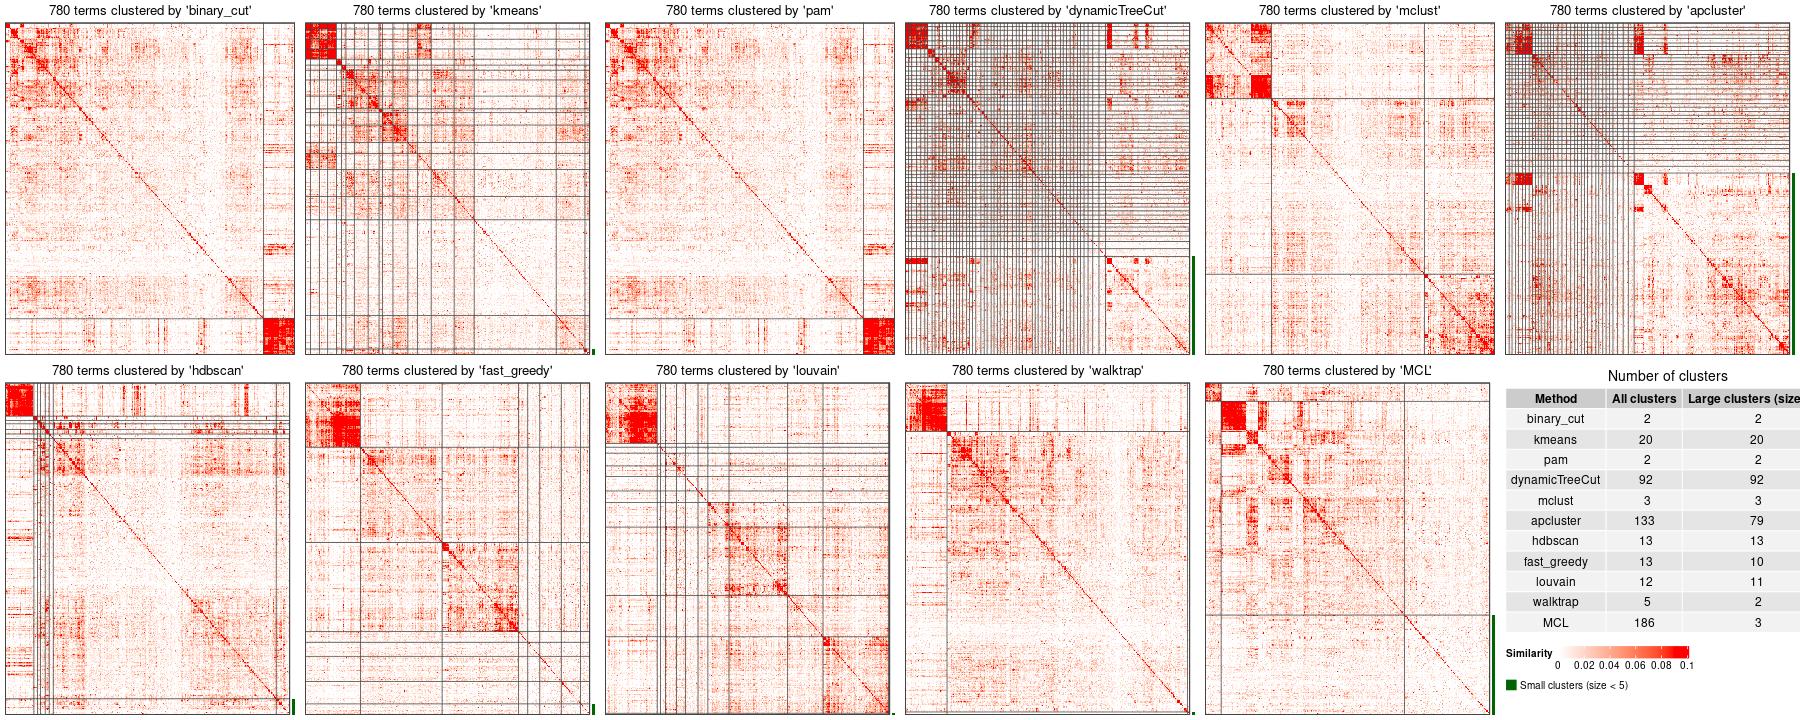 780 terms clustered by 'binary_cut'
780 terms clustered by 'kmeans'
780 terms clustered by 'pam'
780 terms clustered by 'dynamicTreeCut'
780 terms clustered by 'mclust'
780 terms clustered by 'apcluster'
780 terms clustered by 'hdbscan'
780 terms clustered by 'fast_greedy'
780 terms clustered by 'louvain'
780 terms clustered by 'walktrap'
780 terms clustered by 'MCL'
Number of clusters
Method All clusters Large clusters (size
binary_cut 2 2
kmeans 20 20
pam 2 2
dynamicTreeCut 92 92
mclust 3 3
apcluster 133 79
hdbscan 13 13
fast_greedy 13 10
louvain 12 11
walktrap 5 2
MCL 186 3
Similarity
0 0.02 0.04 0.06 0.08 0.1
Small clusters (size < 5)